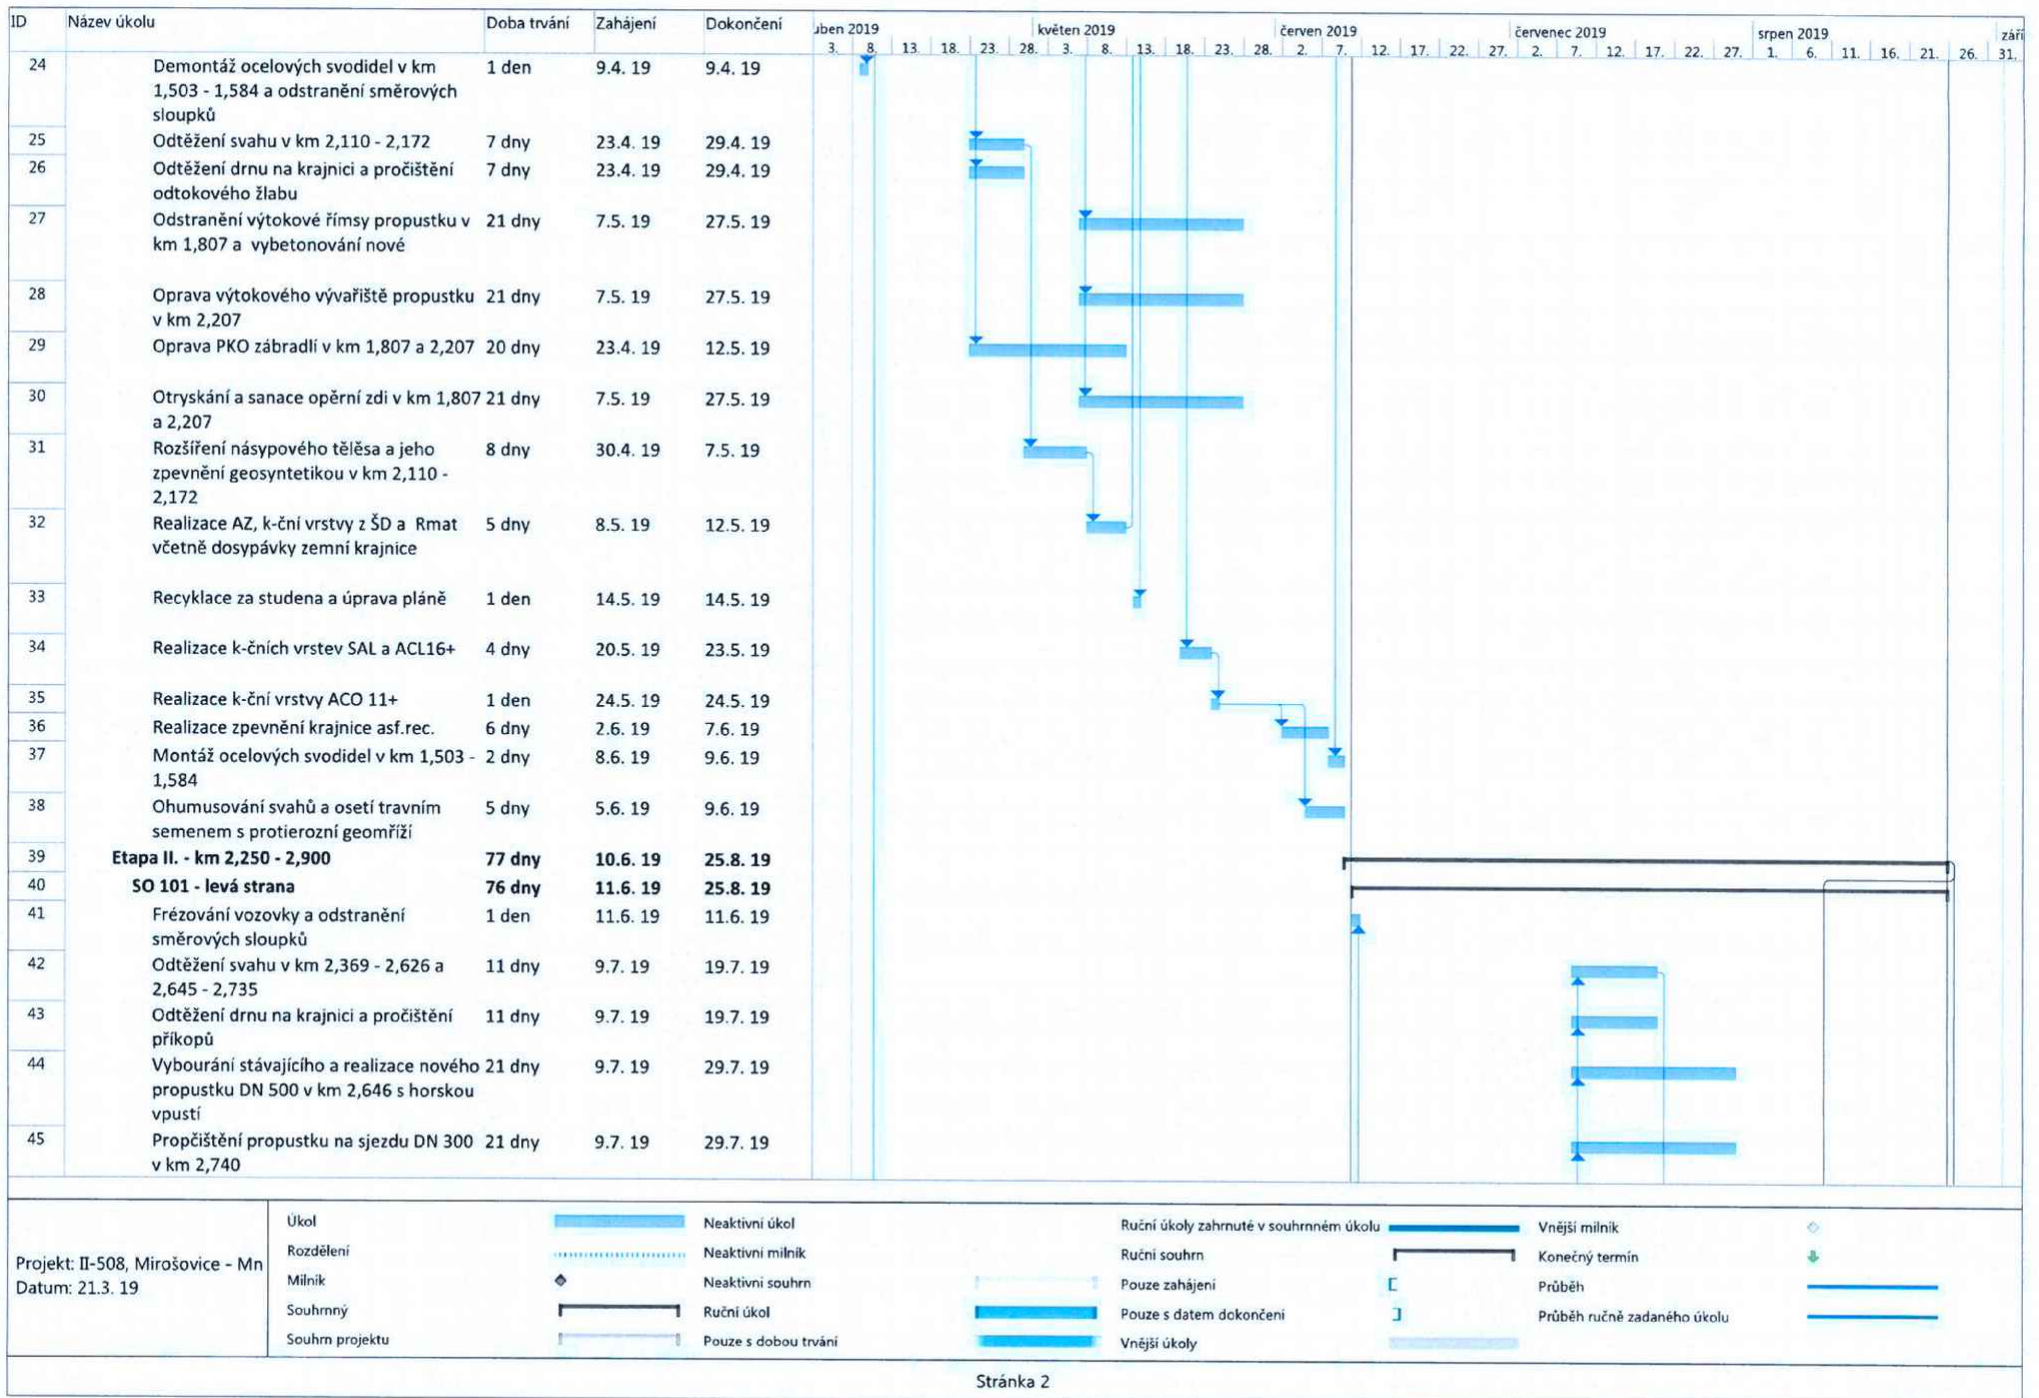 ID Název úkolu Doba trvání Zahájení Dokončení
uben 2019 květen 2019 červen 2019 červenec 2019 srpen 2019 září
3. 8. 13. 18. 23. 28. 3. 8. 13. 18. 23. 28. 2. 7. 12. 17. 22. 27. 2. 7. 12. 17. 22. 27. 1. 6. 11. 16. 21. 26. 31.
24 Demontáž ocelových svodidel v km 1 den 9.4. 19 9.4. 19
1,503 - 1,584 a odstranění směrových
sloupků
25 Odtěžení svahu v km 2,110 - 2,172 7 dny 23.4. 19 29.4. 19
26 Odtěžení drnu na krajnici a pročištění 7 dny 23.4. 19 29.4. 19
odtokového žlabu
27 Odstranění výtokové římsy propustku v 21 dny 7.5. 19 27.5. 19
km 1,807 a vybetonování nové
28 Oprava výtokového vývařiště propustku 21 dny 7.5. 19 27.5. 19
v km 2,207
29 Oprava PKO zábradlí v km 1,807 a 2,207 20 dny 23.4. 19 12.5. 19
30 Otryskání a sanace opěrní zdi v km 1,807 21 dny 7.5. 19 27.5. 19
a 2,207
31 Rozšíření násypového tělěsa a jeho 8 dny 30.4. 19 7.5. 19
zpevnění geosyntetikou v km 2,110 -
2,172
32 Realizace AZ, k-ční vrstvy z ŠD a Rmat 5 dny 8.5. 19 12.5. 19
včetně dosypávky zemní krajnice
33 Recyklace za studena a úprava pláně 1 den 14.5. 19 14.5. 19
34 Realizace k-čních vrstev SAL a ACL16+ 4 dny 20.5. 19 23.5. 19
35 Realizace k-ční vrstvy ACO 11+ 1 den 24.5. 19 24.5. 19
36 Realizace zpevnění krajnice asf.rec. 6 dny 2.6. 19 7.6. 19
37 Montáž ocelových svodidel v km 1,503 - 2 dny 8.6. 19 9.6. 19
1,584
38 Ohumusování svahů a osetí travním 5 dny 5.6. 19 9.6. 19
semenem s protierozní geomříží
39 Etapa II. - km 2,250 - 2,900 77 dny 10.6. 19 25.8. 19
40 SO 101 - levá strana 76 dny 11.6. 19 25.8. 19
41 Frézování vozovky a odstranění 1 den 11.6. 19 11.6. 19
směrových sloupků
42 Odtěžení svahu v km 2,369 - 2,626 a 11 dny 9.7. 19 19.7. 19
2,645 - 2,735
43 Odtěžení drnu na krajnici a pročištění 11 dny 9.7. 19 19.7. 19
příkopů
44 Vybourání stávajícího a realizace nového 21 dny 9.7. 19 29.7. 19
propustku DN 500 v km 2,646 s horskou
vpustí
45 Propčištění propustku na sjezdu DN 300 21 dny 9.7. 19 29.7. 19
v km 2,740
Projekt: II-508, Mirošovice - Mn
Datum: 21.3. 19
Úkol Neaktivní úkol Ruční úkoly zahrnuté v souhrnném úkolu Vnější milník
Rozdělení Neaktivní milník Ruční souhrn Konečný termín
Milník Neaktivní souhrn Pouze zahájení Průběh
Souhrnný Ruční úkol Pouze s datem dokončení Průběh ručně zadaného úkolu
Souhrn projektu Pouze s dobou trvání Vnější úkoly
Stránka 2